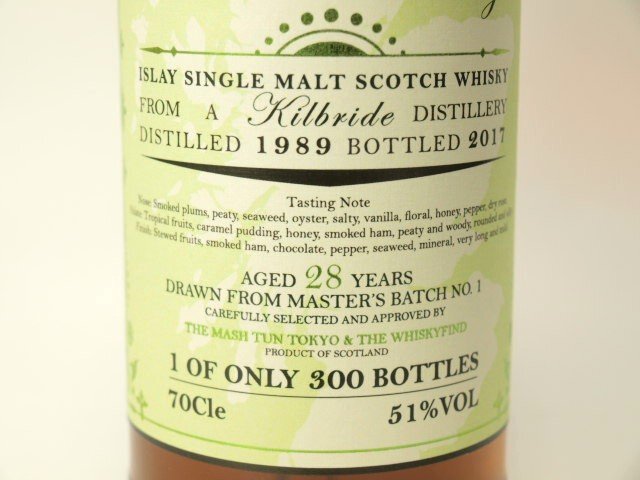 ISLAY SINGLE MALT SCOTCH WHISKY
FROM A Kilbride DISTILLERY
DISTILLED 1989 BOTTLED 2017
Tasting Note
Nose: Smoked plums, peaty, seaweed, oyster, salty, vanilla, floral, honey, pepper, dry
Tropical fruits, caramel pudding, honey, smoked ham, peaty and woody, rounded and
Finish: Stewed fruits, smoked ham, chocolate, pepper, seaweed, mineral, very long and
AGED 28 YEARS
DRAWN FROM MASTER'S BATCH NO. 1
CAREFULLY SELECTED AND APPROVED BY
THE MASH TUN TOKYO & THE WHISKYFIND
PRODUCT OF SCOTLAND
1 OF ONLY 300 BOTTLES
70Cle 51%VOL